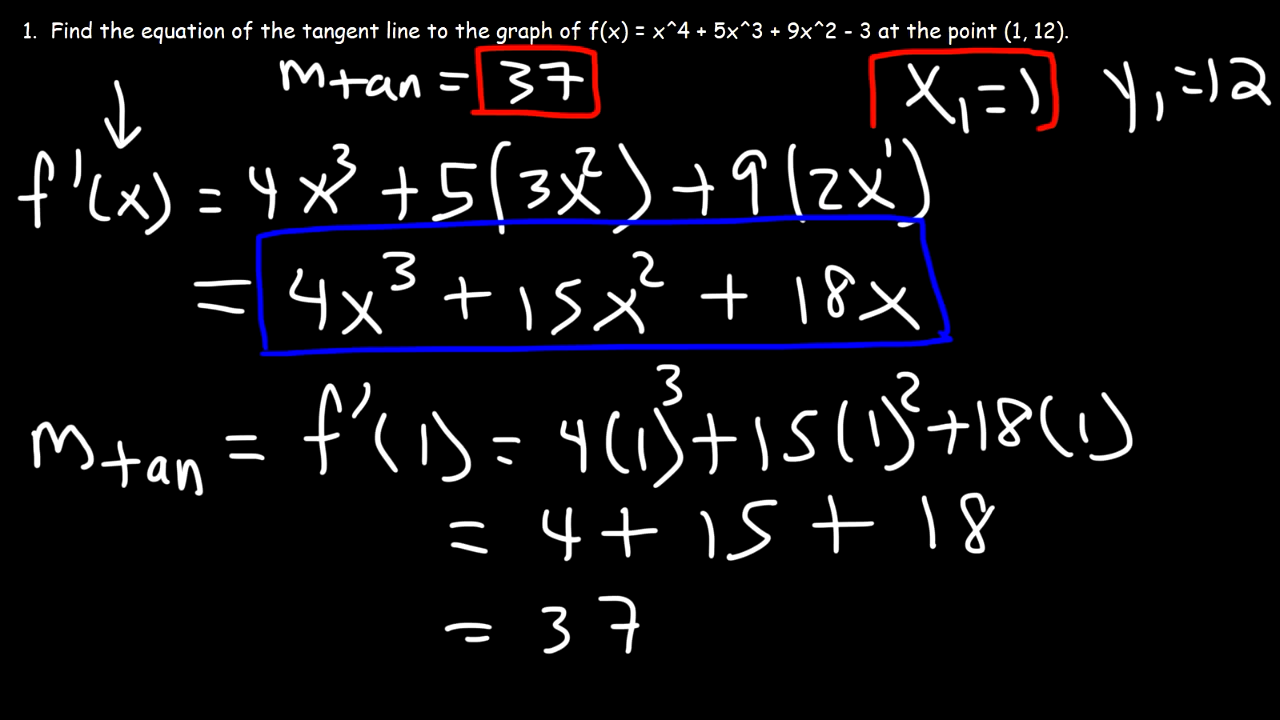 1. Find the equation of the tangent line to the graph of f(x) = x^4 + 5x^3 + 9x^2 - 3 at the point (1, 12).
mtan = 37 x₁=1 y₁=12
f'(x) = 4x³ + 5(3x²) + 9(2x¹)
= 4x³ + 15x² + 18x
mtan = f'(1) = 4(1)³+15(1)²+18(1)
= 4 + 15 + 18
= 37